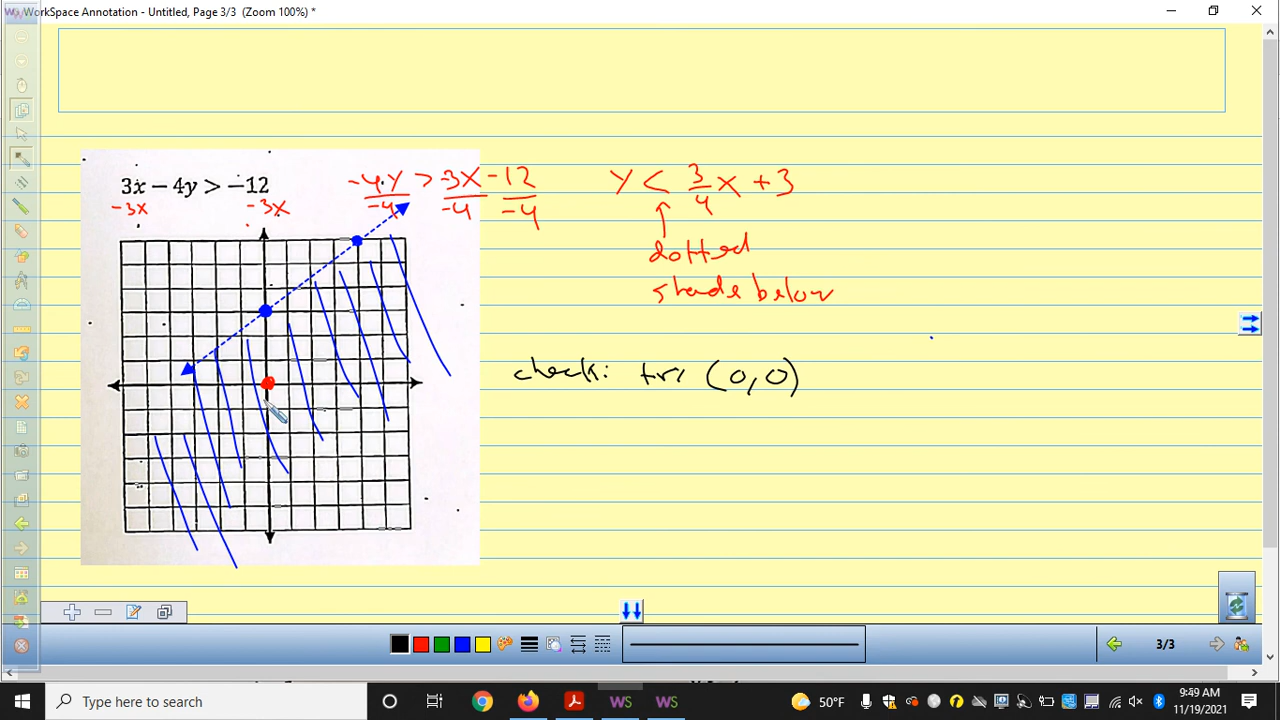 WorkSpace Annotation - Untitled, Page 3/3 (Zoom 100%) *
3x − 4y > −12
-3x -3x
-4y > -3x -12
-4 -4 -4
y < 3/4 x + 3
dotted
shade below
check: try (0,0)
3/3
Type here to search
WS WS
50°F
9:49 AM
11/19/2021